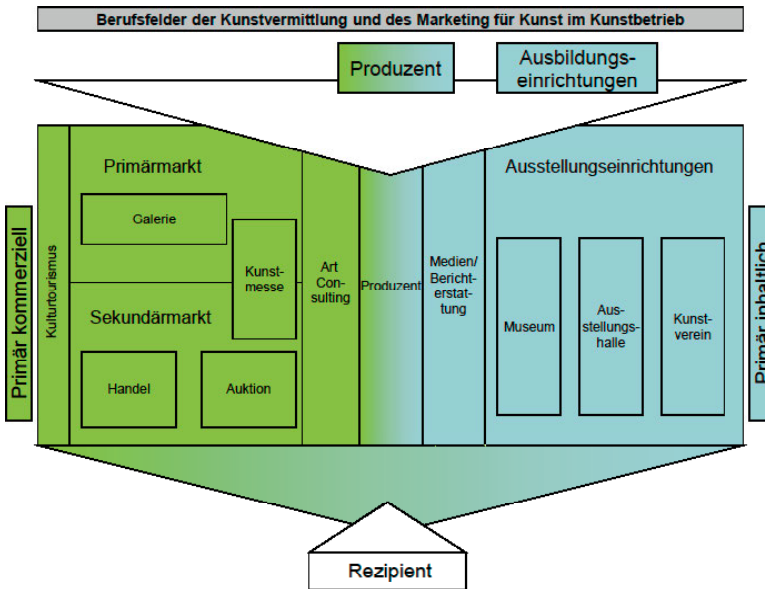 Berufsfelder der Kunstvermittlung und des Marketing für Kunst im Kunstbetrieb
Produzent
Ausbildungs-
einrichtungen
Primär kommerziell
Kulturtourismus
Primärmarkt
Galerie
Kunst-
messe
Sekundärmarkt
Handel
Auktion
Art
Con-
sulting
Produzent
Medien/
Bericht-
erstat-
tung
Ausstellungseinrichtungen
Museum
Aus-
stellungs-
halle
Kunst-
verein
Primär inhaltlich
Rezipient